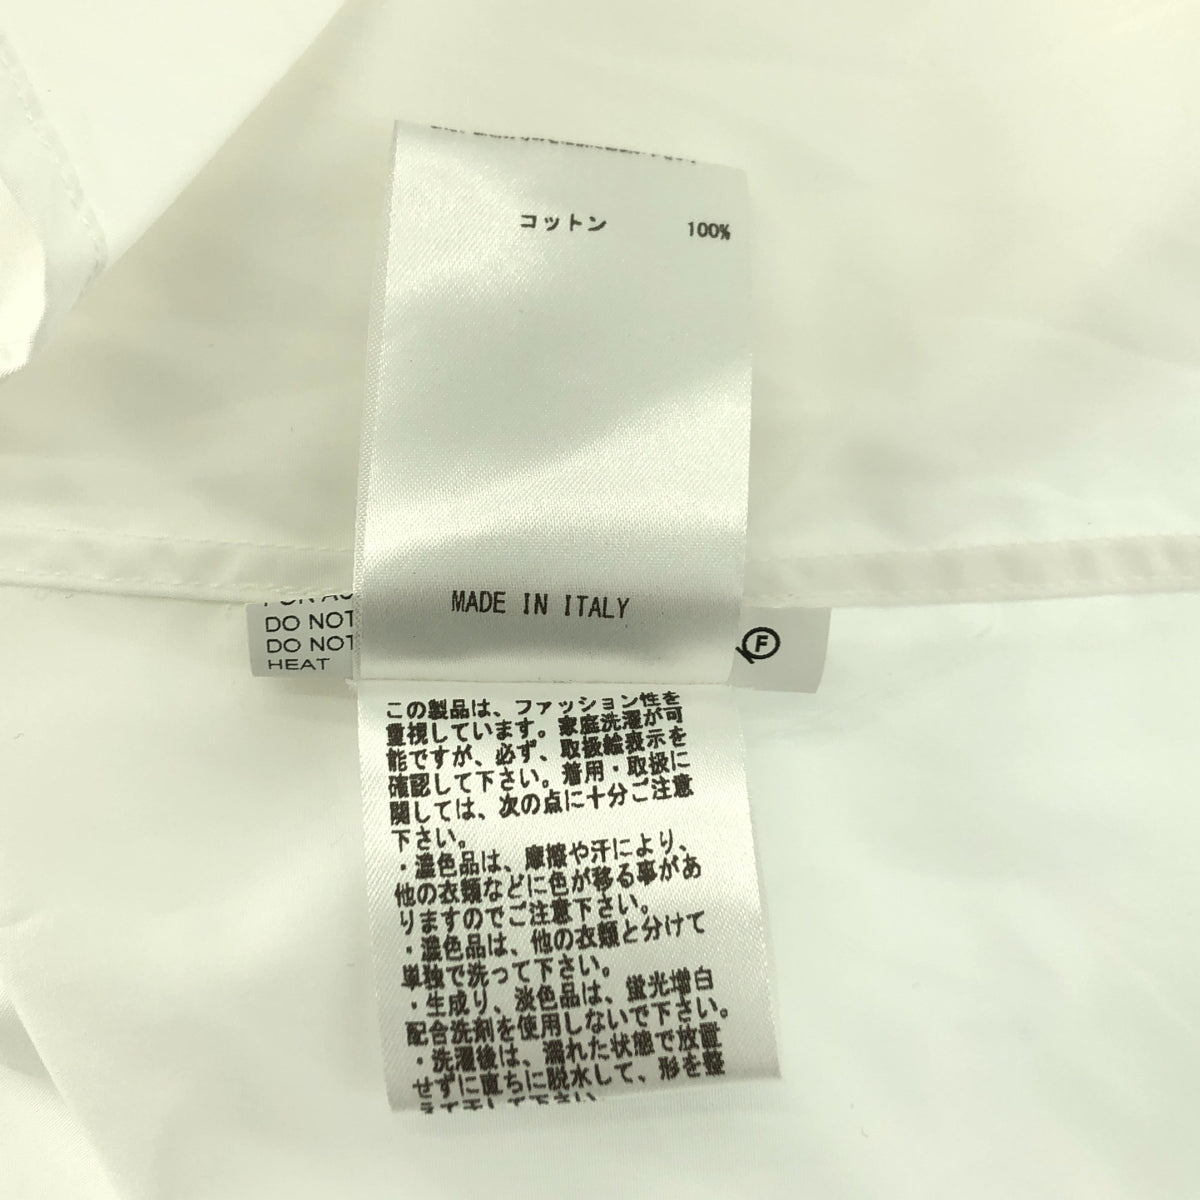 コットン 100%
MADE IN ITALY
DO NOT
DO NOT
HEAT
F
この製品は、ファッション性を
重視しています。家庭洗濯が可
能ですが、必ず、取扱絵表示を
確認して下さい。着用・取扱に
関しては、次の点に十分ご注意
下さい。
・濃色品は、摩擦や汗により、
他の衣類などに色が移る事があ
りますのでご注意下さい。
・濃色品は、他の衣類と分けて
単独で洗って下さい。
・生成り、淡色品は、蛍光増白
配合洗剤を使用しないで下さい。
・洗濯後は、濡れた状態で放置
せずに直ちに脱水して、形を整
えて干して下さい。